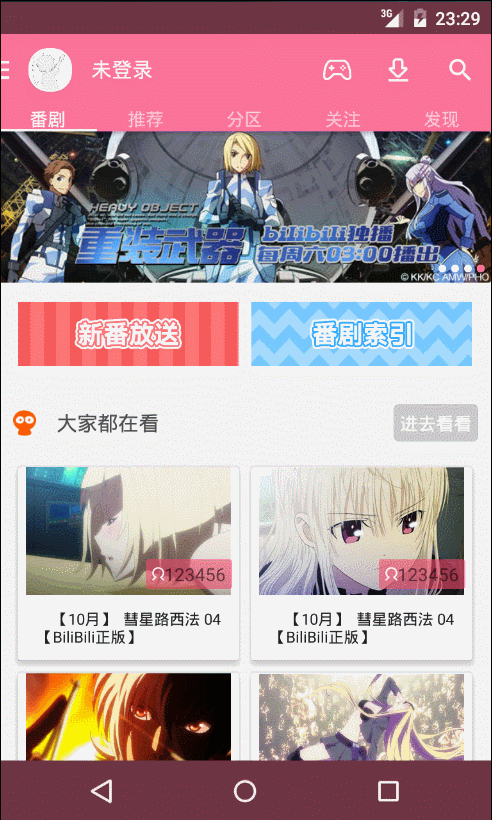 3G 23:29
未登录
番剧 推荐 分区 关注 发现
HEAVY OBJECT
重装武器
bilibili独播
每周六03:00播出
© KK/KC AMW/PHO
新番放送 番剧索引
大家都在看 进去看看
123456 123456
【10月】 彗星路西法 04
【BiliBili正版】
【10月】 彗星路西法 04
【BiliBili正版】